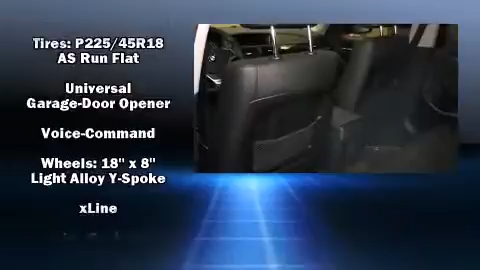 Tires: P225/45R18
AS Run Flat
Universal
Garage-Door Opener
Voice-Command
Wheels: 18" x 8"
Light Alloy Y-Spoke
xLine